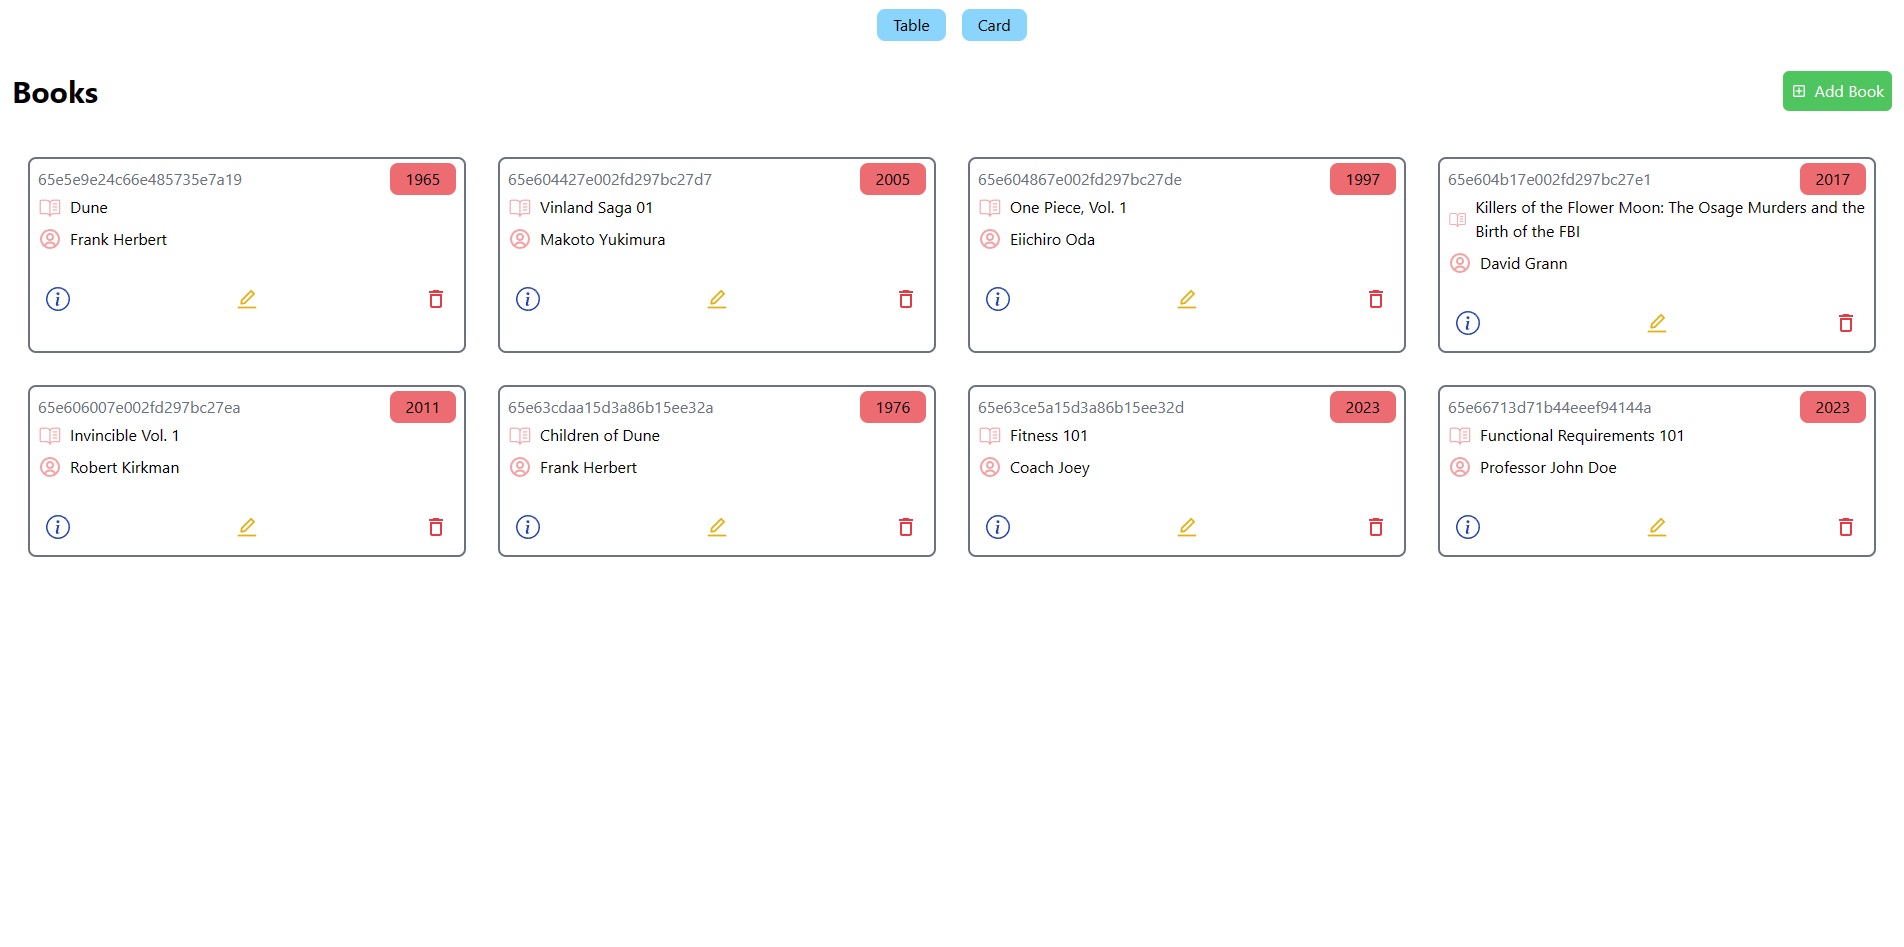 Table
Card
Books
Add Book
65e5e9e24c66e485735e7a19
1965
Dune
Frank Herbert
65e604427e002fd297bc27d7
2005
Vinland Saga 01
Makoto Yukimura
65e604867e002fd297bc27de
1997
One Piece, Vol. 1
Eiichiro Oda
65e604b17e002fd297bc27e1
2017
Killers of the Flower Moon: The Osage Murders and the
Birth of the FBI
David Grann
65e606007e002fd297bc27ea
2011
Invincible Vol. 1
Robert Kirkman
65e63cdaa15d3a86b15ee32a
1976
Children of Dune
Frank Herbert
65e63ce5a15d3a86b15ee32d
2023
Fitness 101
Coach Joey
65e66713d71b44eeef94144a
2023
Functional Requirements 101
Professor John Doe